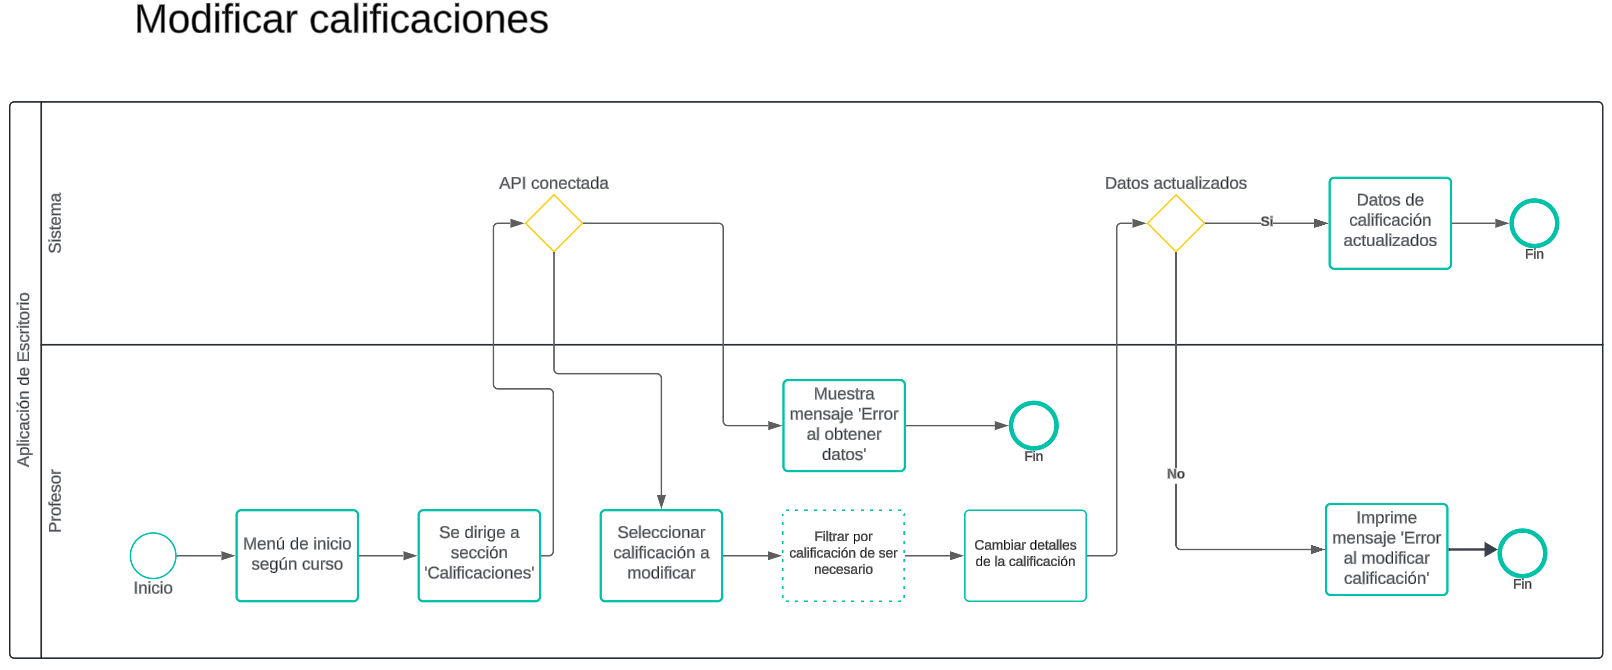 Modificar calificaciones
Aplicación de Escritorio
Sistema
API conectada
Datos actualizados
Si
Datos de
calificación
actualizados
Fin
Profesor
Inicio
Menú de inicio
según curso
Se dirige a
sección
'Calificaciones'
Seleccionar
calificación a
modificar
Muestra
mensaje 'Error
al obtener
datos'
Fin
Filtrar por
calificación de ser
necesario
Cambiar detalles
de la calificación
No
Imprime
mensaje 'Error
al modificar
calificación'
Fin